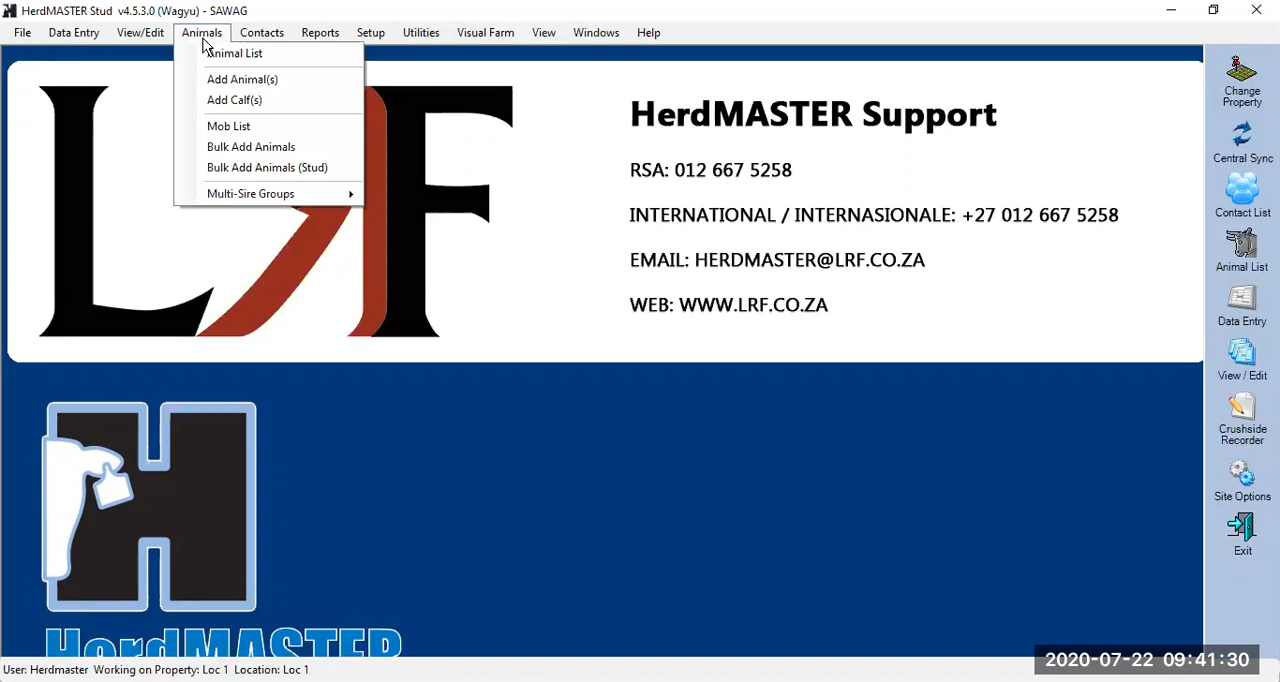 HerdMASTER Stud v4.5.3.0 (Wagyu) - SAWAG
File Data Entry View/Edit Animals Contacts Reports Setup Utilities Visual Farm View Windows Help
Animal List
Add Animal(s)
Add Calf(s)
Mob List
Bulk Add Animals
Bulk Add Animals (Stud)
Multi-Sire Groups
LRF
HerdMASTER Support
RSA: 012 667 5258
INTERNATIONAL / INTERNASIONALE: +27 012 667 5258
EMAIL: HERDMASTER@LRF.CO.ZA
WEB: WWW.LRF.CO.ZA
H
HerdMASTER
Change
Property
Central Sync
Contact List
Animal List
Data Entry
View / Edit
Crushside
Recorder
Site Options
Exit
User: Herdmaster Working on Property: Loc 1 Location: Loc 1
2020-07-22 09:41:30